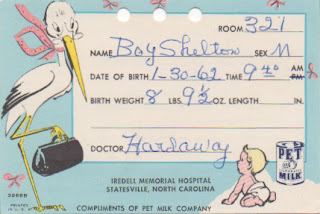 ROOM 321
NAME Boy Shelton SEX M
DATE OF BIRTH 1-30-62 TIME 9 40 AM PM
BIRTH WEIGHT 8 LBS. 9½ OZ. LENGTH IN.
DOCTOR Hardaway
PET
MILK
IREDELL MEMORIAL HOSPITAL
STATESVILLE, NORTH CAROLINA
COMPLIMENTS OF PET MILK COMPANY